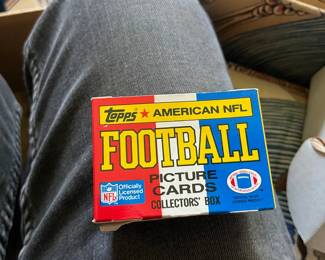 Topps ★ AMERICAN NFL
FOOTBALL
PICTURE
CARDS
COLLECTORS' BOX
NFL
Officially
Licensed
Product